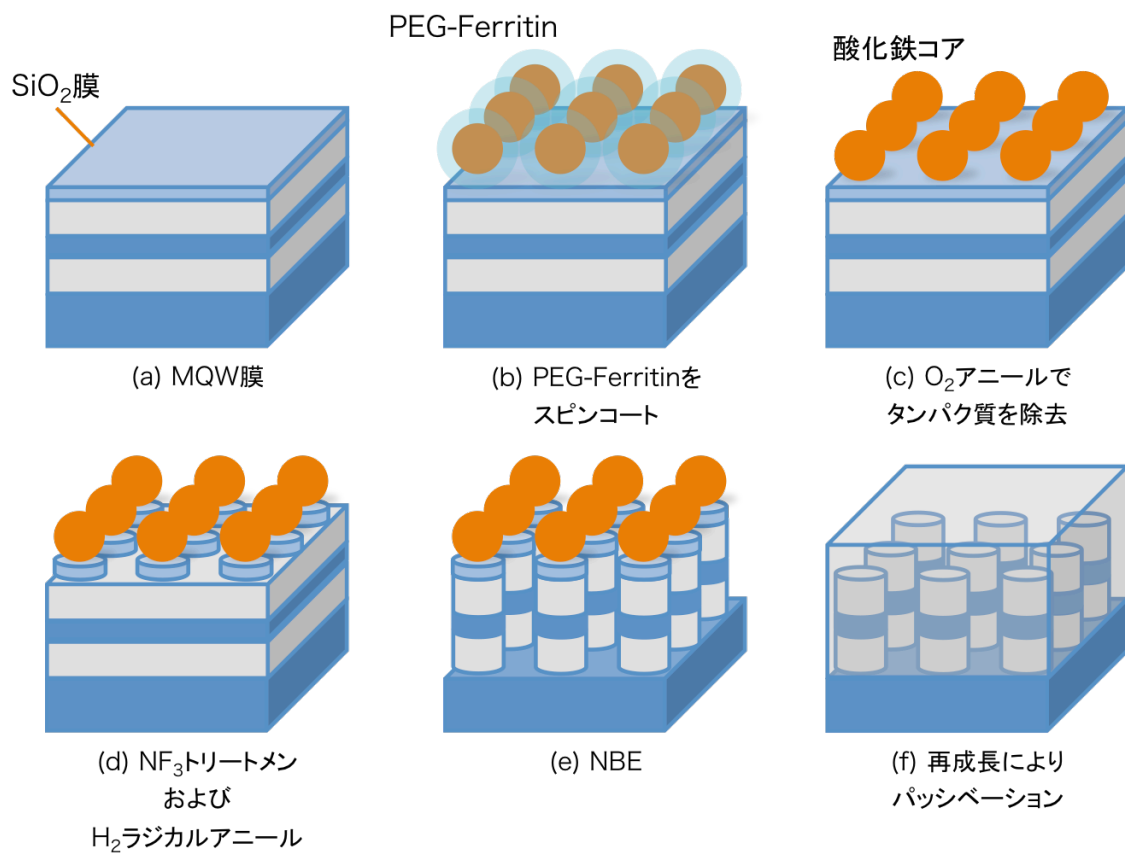 PEG-Ferritin
SiO₂膜
酸化鉄コア
(a) MQW膜
(b) PEG-Ferritinを
スピンコート
(c) O₂アニールで
タンパク質を除去
(d) NF₃トリートメン
および
H₂ラジカルアニール
(e) NBE
(f) 再成長により
パッシベーション